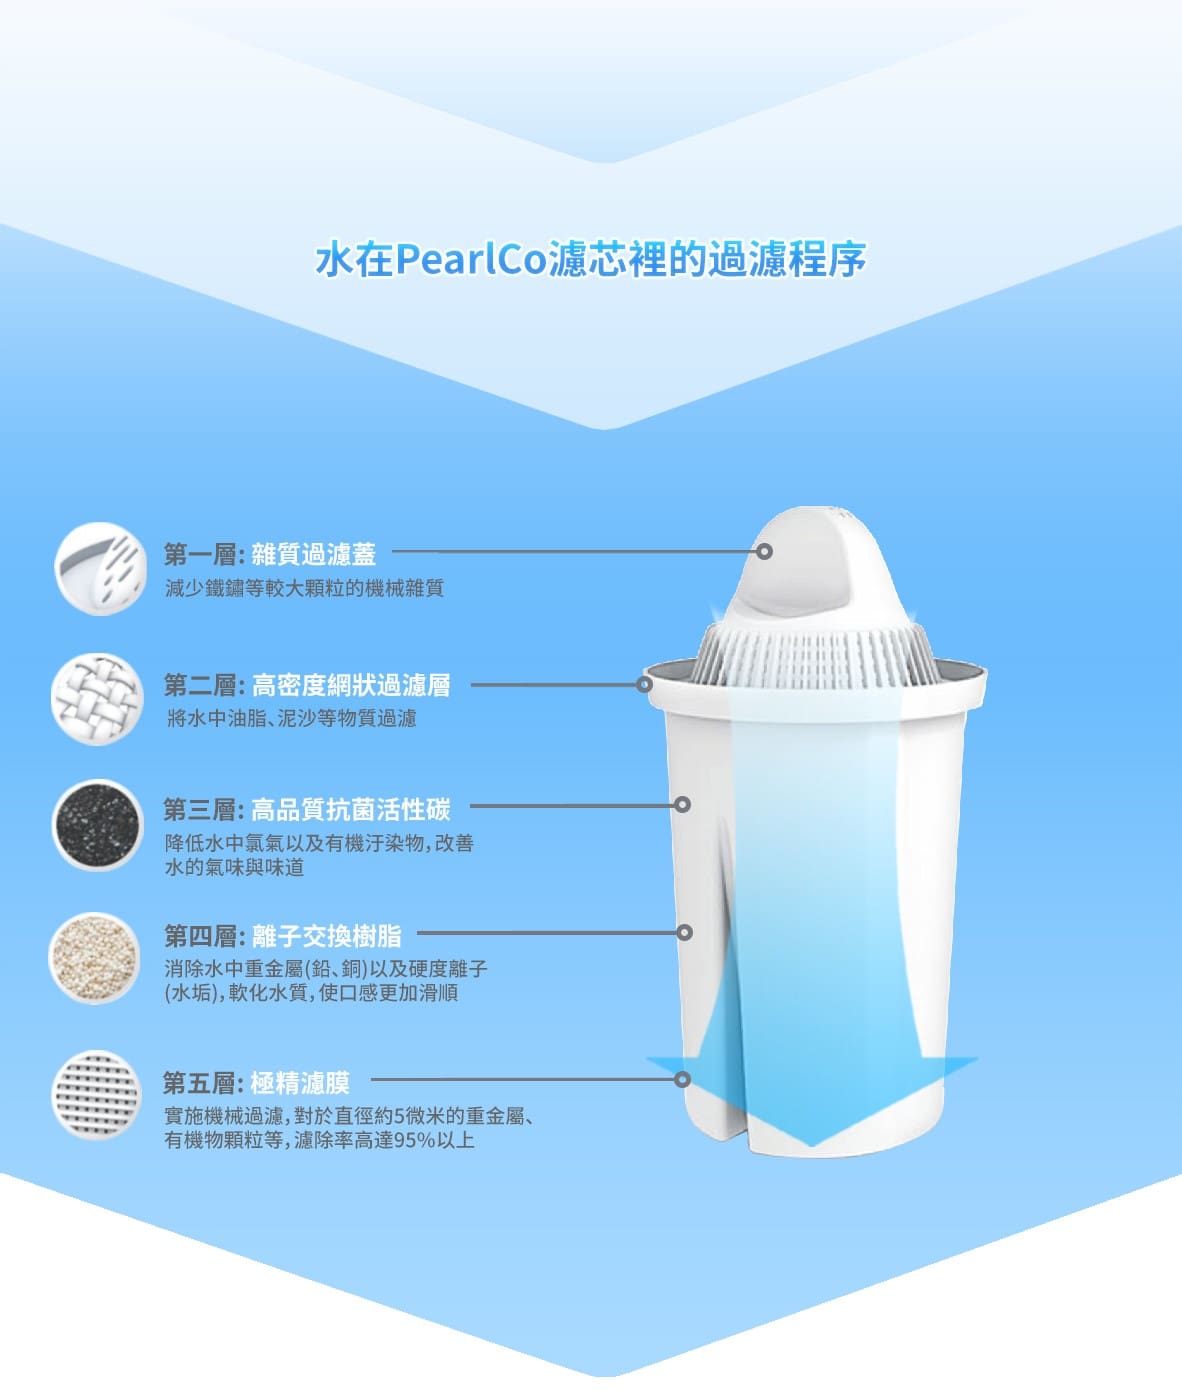 水在PearlCo濾芯裡的過濾程序
第一層: 雜質過濾蓋
減少鐵鏽等較大顆粒的機械雜質
第二層: 高密度網狀過濾層
將水中油脂、泥沙等物質過濾
第三層: 高品質抗菌活性碳
降低水中氯氣以及有機汙染物, 改善
水的氣味與味道
第四層: 離子交換樹脂
消除水中重金屬(鉛、銅)以及硬度離子
(水垢), 軟化水質, 使口感更加滑順
第五層: 極精濾膜
實施機械過濾, 對於直徑約5微米的重金屬、
有機物顆粒等, 濾除率高達95%以上